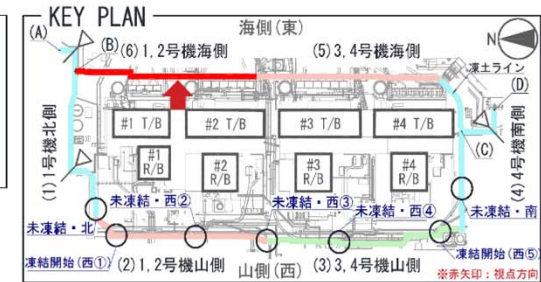 KEY PLAN
海側(東)
N
(A)
(B)
(6)1,2号機海側
(5)3,4号機海側
凍土ライン
(D)
#1 T/B
#2 T/B
#3 T/B
#4 T/B
(C)
(1)1号機北側
#1 R/B
#2 R/B
#3 R/B
#4 R/B
(4)4号機南側
未凍結・西②
未凍結・西③
未凍結・西④
未凍結・北
未凍結・南
凍結開始(西①)
(2)1,2号機山側
山側(西)
(3)3,4号機山側
凍結開始(西⑤)
※赤矢印：視点方向